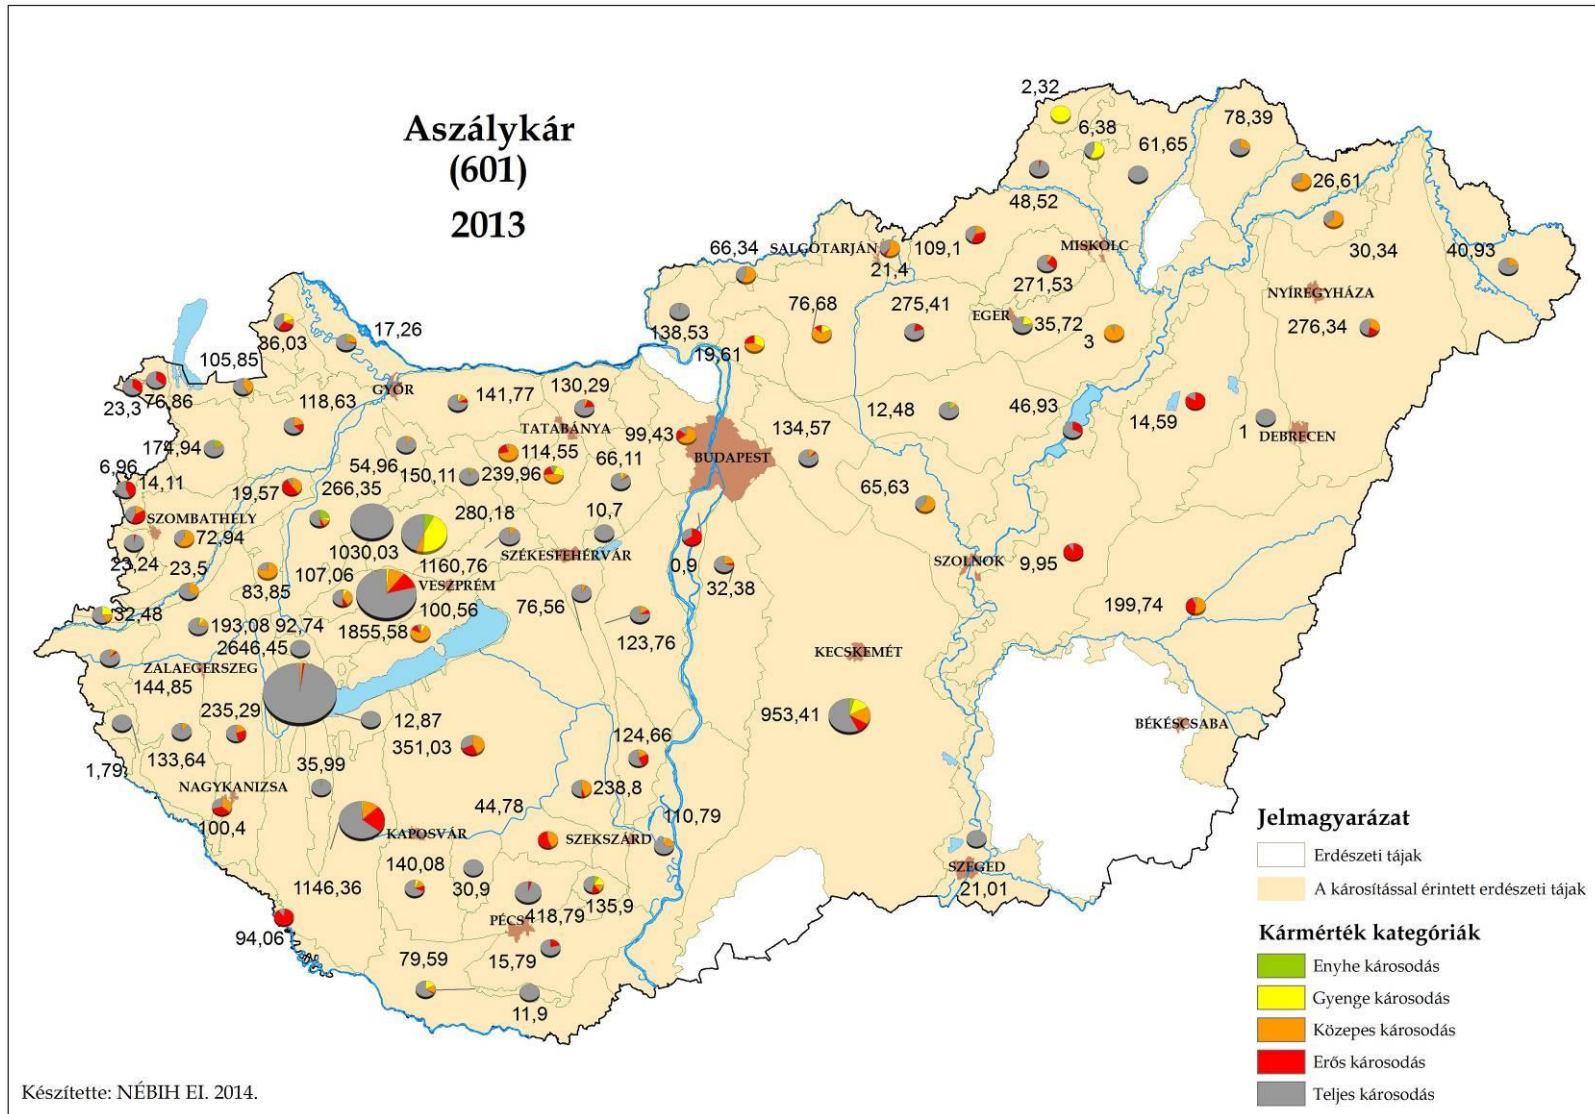 Aszálykár
(601)
2013
2,32
6,38
61,65
78,39
48,52
26,61
30,34
40,93
66,34
SALGÓTARJÁN
109,1
21,4
MISKOLC
271,53
NYÍREGYHÁZA
276,34
138,53
76,68
275,41
EGER
35,72
3
19,61
17,26
86,03
105,85
GYŐR
23,3
76,86
118,63
141,77
130,29
TATABÁNYA
99,43
BUDAPEST
134,57
12,48
46,93
14,59
1
DEBRECEN
174,94
54,96
150,11
114,55
239,96
66,11
6,96
14,11
19,57
266,35
65,63
SZOMBATHELY
72,94
1030,03
280,18
10,7
SZÉKESFEHÉRVÁR
1160,76
0,9
32,38
SZOLNOK
9,95
23,24
23,5
83,85
107,06
VESZPRÉM
100,56
76,56
123,76
199,74
32,48
193,08
92,74
1855,58
2646,45
ZALAEGERSZEG
KECSKEMÉT
144,85
235,29
12,87
351,03
953,41
BÉKÉSCSABA
1,79
133,64
35,99
124,66
NAGYKANIZSA
100,4
44,78
238,8
110,79
KAPOSVÁR
SZEKSZÁRD
140,08
1146,36
30,9
135,9
PÉCS
418,79
SZEGED
21,01
94,06
79,59
15,79
11,9
Jelmagyarázat
Erdészeti tájak
A károsítással érintett erdészeti tájak
Kármérték kategóriák
Enyhe károsodás
Gyenge károsodás
Közepes károsodás
Erős károsodás
Teljes károsodás
Készítette: NÉBIH EI. 2014.